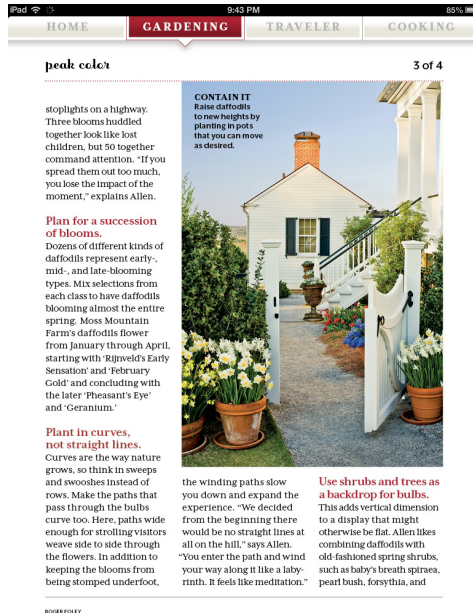 iPad
9:43 PM
85%
HOME
GARDENING
TRAVELER
COOKING
peak color
3 of 4
stoplights on a highway.
Three blooms huddled
together look like lost
children, but 50 together
command attention. “If you
spread them out too much,
you lose the impact of the
moment,” explains Allen.
Plan for a succession
of blooms.
Dozens of different kinds of
daffodils represent early-,
mid-, and late-blooming
types. Mix selections from
each class to have daffodils
blooming almost the entire
spring. Moss Mountain
Farm’s daffodils flower
from January through April,
starting with ‘Rijnveld’s Early
Sensation’ and ‘February
Gold’ and concluding with
the later ‘Pheasant’s Eye’
and ‘Geranium.’
Plant in curves,
not straight lines.
Curves are the way nature
grows, so think in sweeps
and swooshes instead of
rows. Make the paths that
pass through the bulbs
curve too. Here, paths wide
enough for strolling visitors
weave side to side through
the flowers. In addition to
keeping the blooms from
being stomped underfoot,
CONTAIN IT
Raise daffodils
to new heights by
planting in pots
that you can move
as desired.
the winding paths slow
you down and expand the
experience. “We decided
from the beginning there
would be no straight lines at
all on the hill,” says Allen.
“You enter the path and wind
your way along it like a laby-
rinth. It feels like meditation.”
Use shrubs and trees as
a backdrop for bulbs.
This adds vertical dimension
to a display that might
otherwise be flat. Allen likes
combining daffodils with
old-fashioned spring shrubs,
such as baby’s breath spiraea,
pearl bush, forsythia, and
ROGER FOLEY